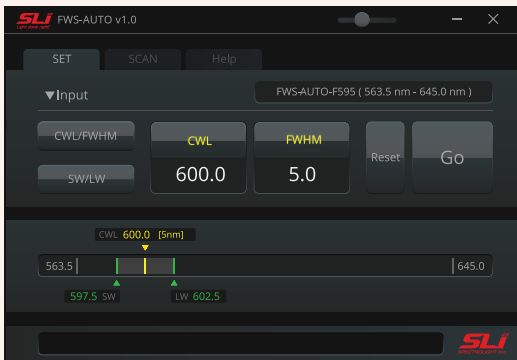 SLi FWS-AUTO v1.0
SET SCAN Help
▼Input FWS-AUTO-F595 ( 563.5 nm - 645.0 nm )
CWL/FWHM CWL FWHM Reset Go
SW/LW 600.0 5.0
CWL 600.0 [5nm]
563.5 645.0
597.5 SW LW 602.5
SLi
SPECTROLIGHT Inc.